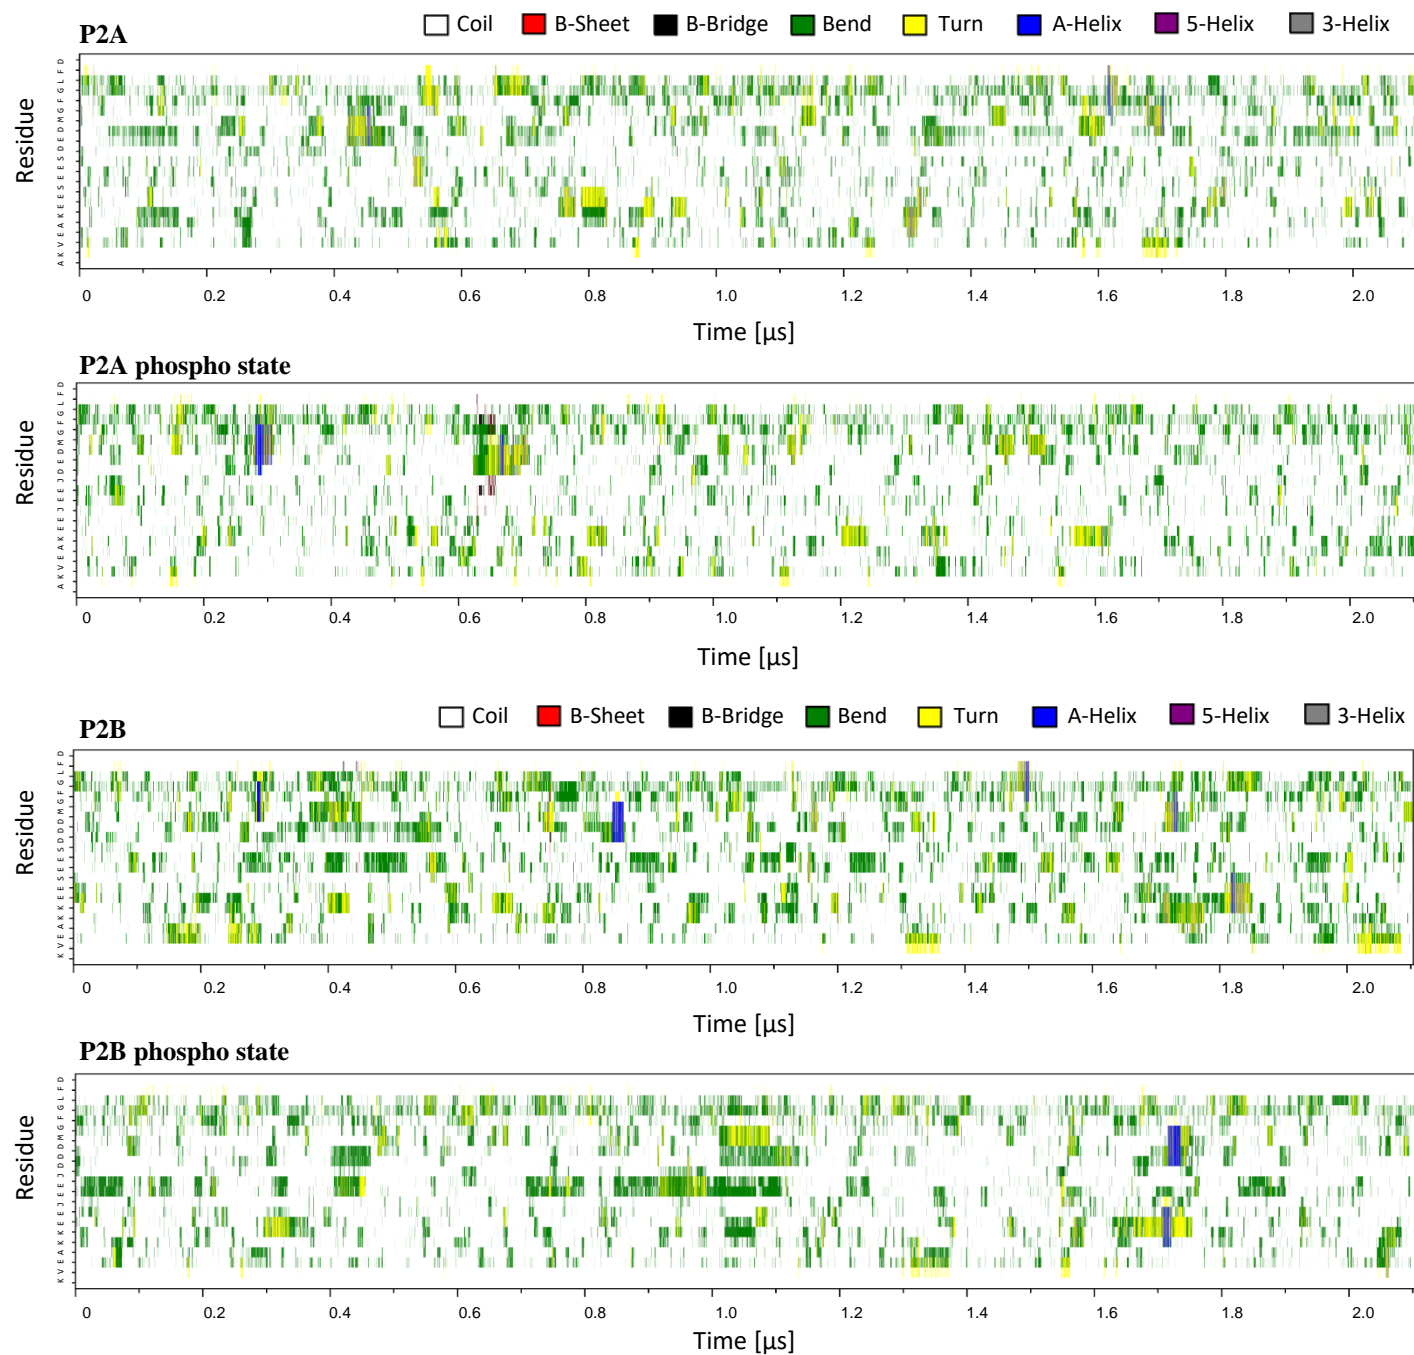 P2A
Coil B-Sheet B-Bridge Bend Turn A-Helix 5-Helix 3-Helix
Residue
A K V E A K E E S E E S D E D M G F G L F D
0 0.2 0.4 0.6 0.8 1.0 1.2 1.4 1.6 1.8 2.0
Time [µs]
P2A phospho state
Residue
A K V E A K E E J E E J D E D M G F G L F D
0 0.2 0.4 0.6 0.8 1.0 1.2 1.4 1.6 1.8 2.0
Time [µs]
Coil B-Sheet B-Bridge Bend Turn A-Helix 5-Helix 3-Helix
P2B
Residue
K V E A K K E E S E E S D D D M G F G L F D
0 0.2 0.4 0.6 0.8 1.0 1.2 1.4 1.6 1.8 2.0
Time [µs]
P2B phospho state
Residue
K V E A K K E E J E E J D D D M G F G L F D
0 0.2 0.4 0.6 0.8 1.0 1.2 1.4 1.6 1.8 2.0
Time [µs]